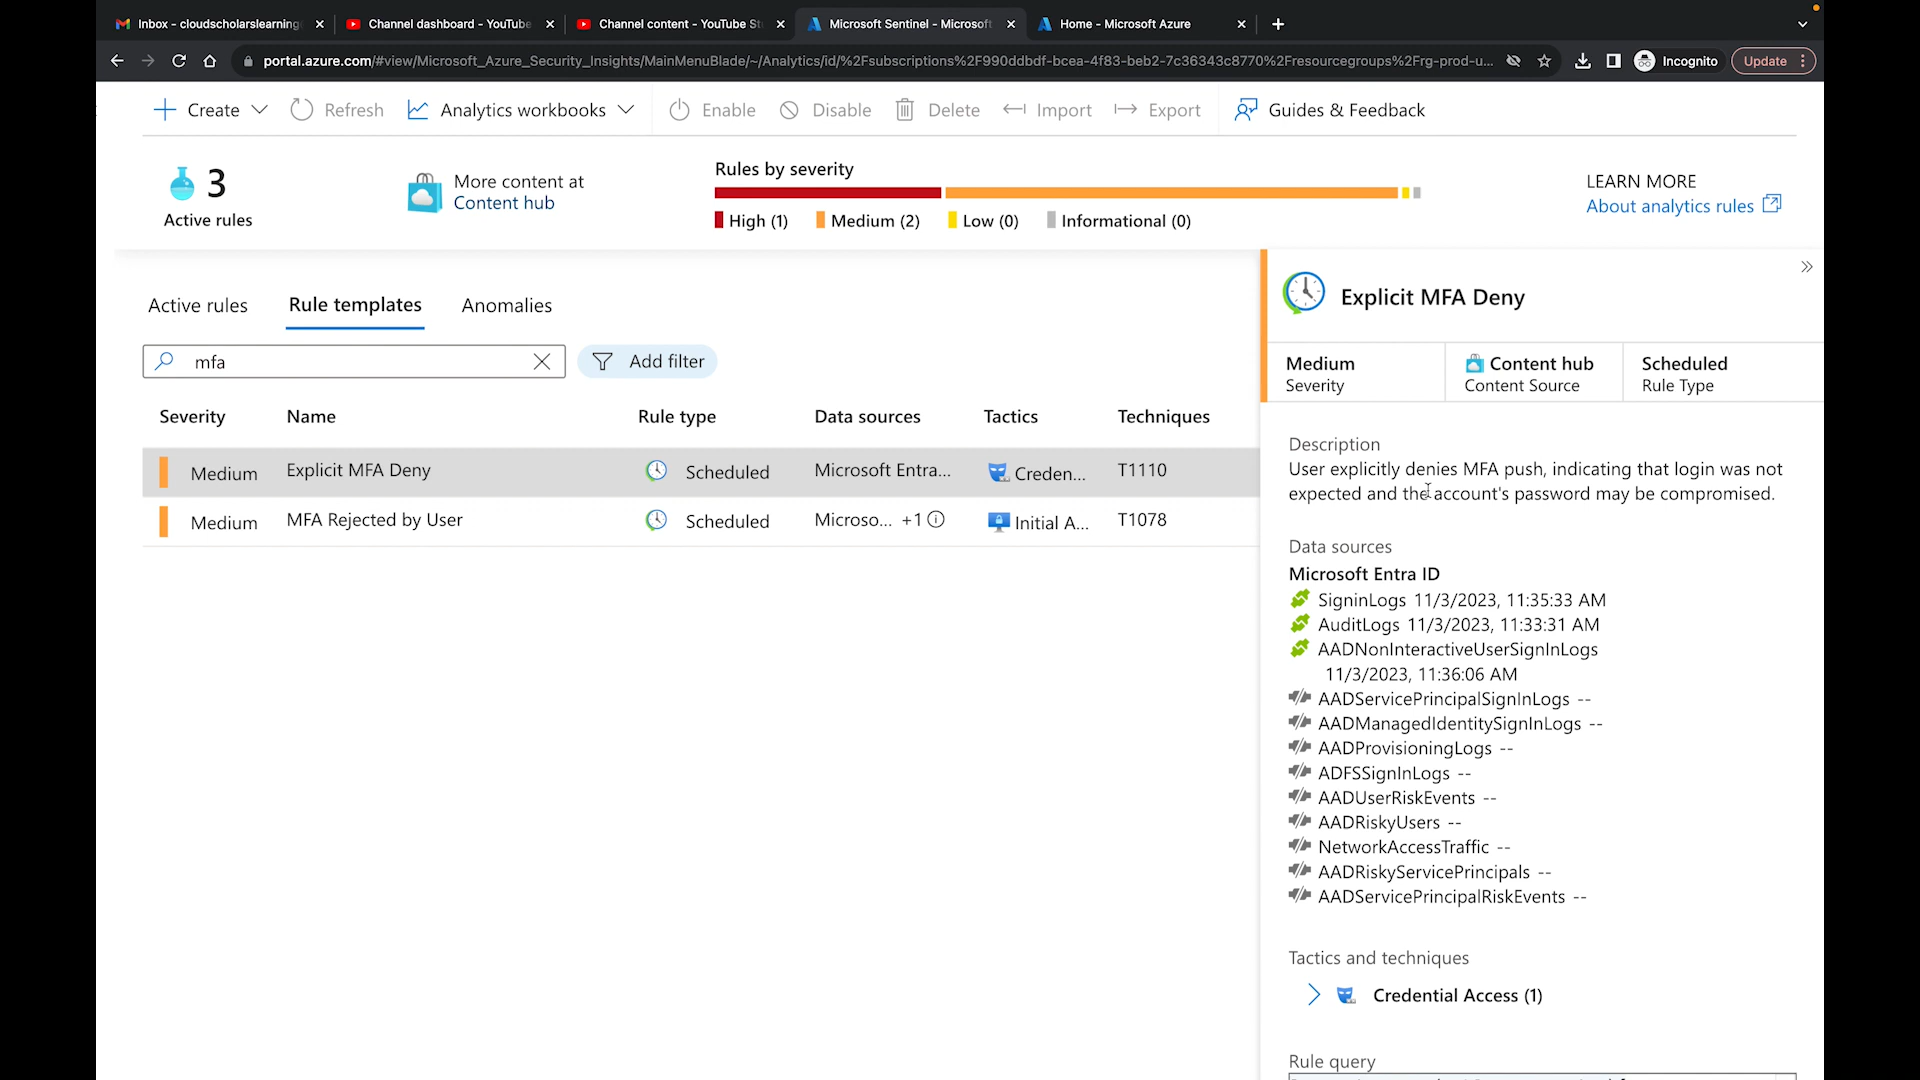 Inbox - cloudscholarslearning
Channel dashboard - YouTube
Channel content - YouTube St
Microsoft Sentinel - Microsoft
Home - Microsoft Azure
portal.azure.com/#view/Microsoft_Azure_Security_Insights/MainMenuBlade/~/Analytics/id/%2Fsubscriptions%2F990ddbdf-bcea-4f83-beb2-7c36343c8770%2Fresourcegroups%2Frg-prod-u...
Incognito
Update
Create
Refresh
Analytics workbooks
Enable
Disable
Delete
Import
Export
Guides & Feedback
3
Active rules
More content at
Content hub
Rules by severity
High (1)
Medium (2)
Low (0)
Informational (0)
LEARN MORE
About analytics rules
Active rules
Rule templates
Anomalies
mfa
Add filter
Severity
Name
Rule type
Data sources
Tactics
Techniques
Medium
Explicit MFA Deny
Scheduled
Microsoft Entra...
Creden...
T1110
Medium
MFA Rejected by User
Scheduled
Microso... +1
Initial A...
T1078
Explicit MFA Deny
Medium
Severity
Content hub
Content Source
Scheduled
Rule Type
Description
User explicitly denies MFA push, indicating that login was not
expected and the account's password may be compromised.
Data sources
Microsoft Entra ID
SigninLogs 11/3/2023, 11:35:33 AM
AuditLogs 11/3/2023, 11:33:31 AM
AADNonInteractiveUserSignInLogs
11/3/2023, 11:36:06 AM
AADServicePrincipalSignInLogs --
AADManagedIdentitySignInLogs --
AADProvisioningLogs --
ADFSSignInLogs --
AADUserRiskEvents --
AADRiskyUsers --
NetworkAccessTraffic --
AADRiskyServicePrincipals --
AADServicePrincipalRiskEvents --
Tactics and techniques
Credential Access (1)
Rule query